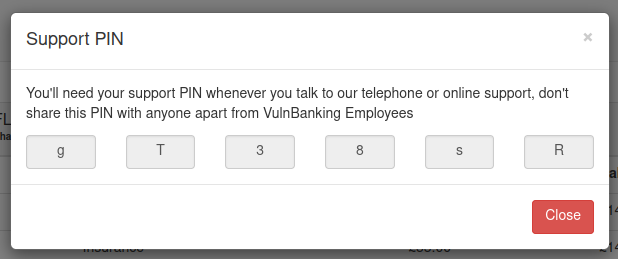 Support PIN ×
You'll need your support PIN whenever you talk to our telephone or online support, don't
share this PIN with anyone apart from VulnBanking Employees
g T 3 8 s R
Close